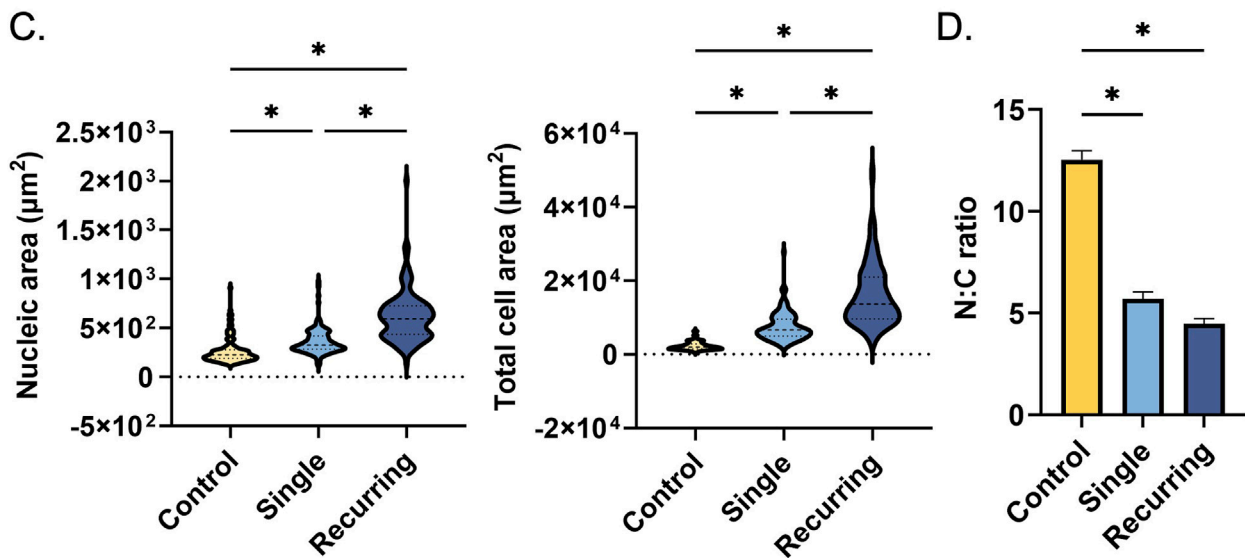 C.
*
* *
Nucleic area (µm²)
2.5×10³
2×10³
1.5×10³
1×10³
5×10²
0
-5×10²
Control
Single
Recurring
*
* *
Total cell area (µm²)
6×10⁴
4×10⁴
2×10⁴
0
-2×10⁴
Control
Single
Recurring
D.
*
*
N:C ratio
15
10
5
0
Control
Single
Recurring